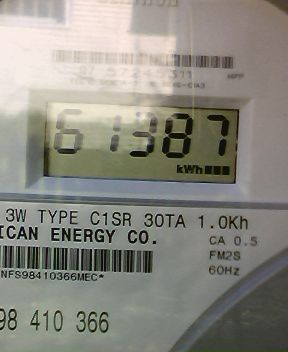 61387
kWh
3W TYPE C1SR 30TA 1.0Kh
ICAN ENERGY CO.
CA 0.5
FM2S
NFS98410366MEC*
60Hz
98 410 366